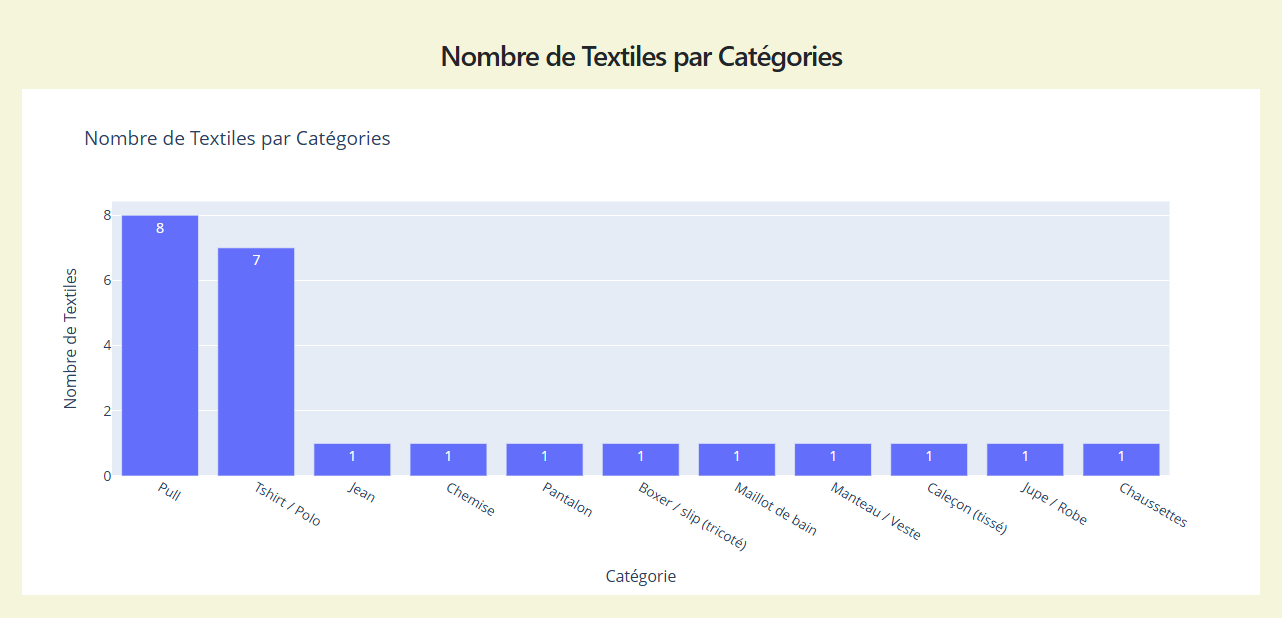 Nombre de Textiles par Catégories
Nombre de Textiles par Catégories
Nombre de Textiles
8
6
4
2
0
8
7
1
1
1
1
1
1
1
1
1
Pull
Tshirt / Polo
Jean
Chemise
Pantalon
Boxer / slip (tricoté)
Maillot de bain
Manteau / Veste
Caleçon (tissé)
Jupe / Robe
Chaussettes
Catégorie